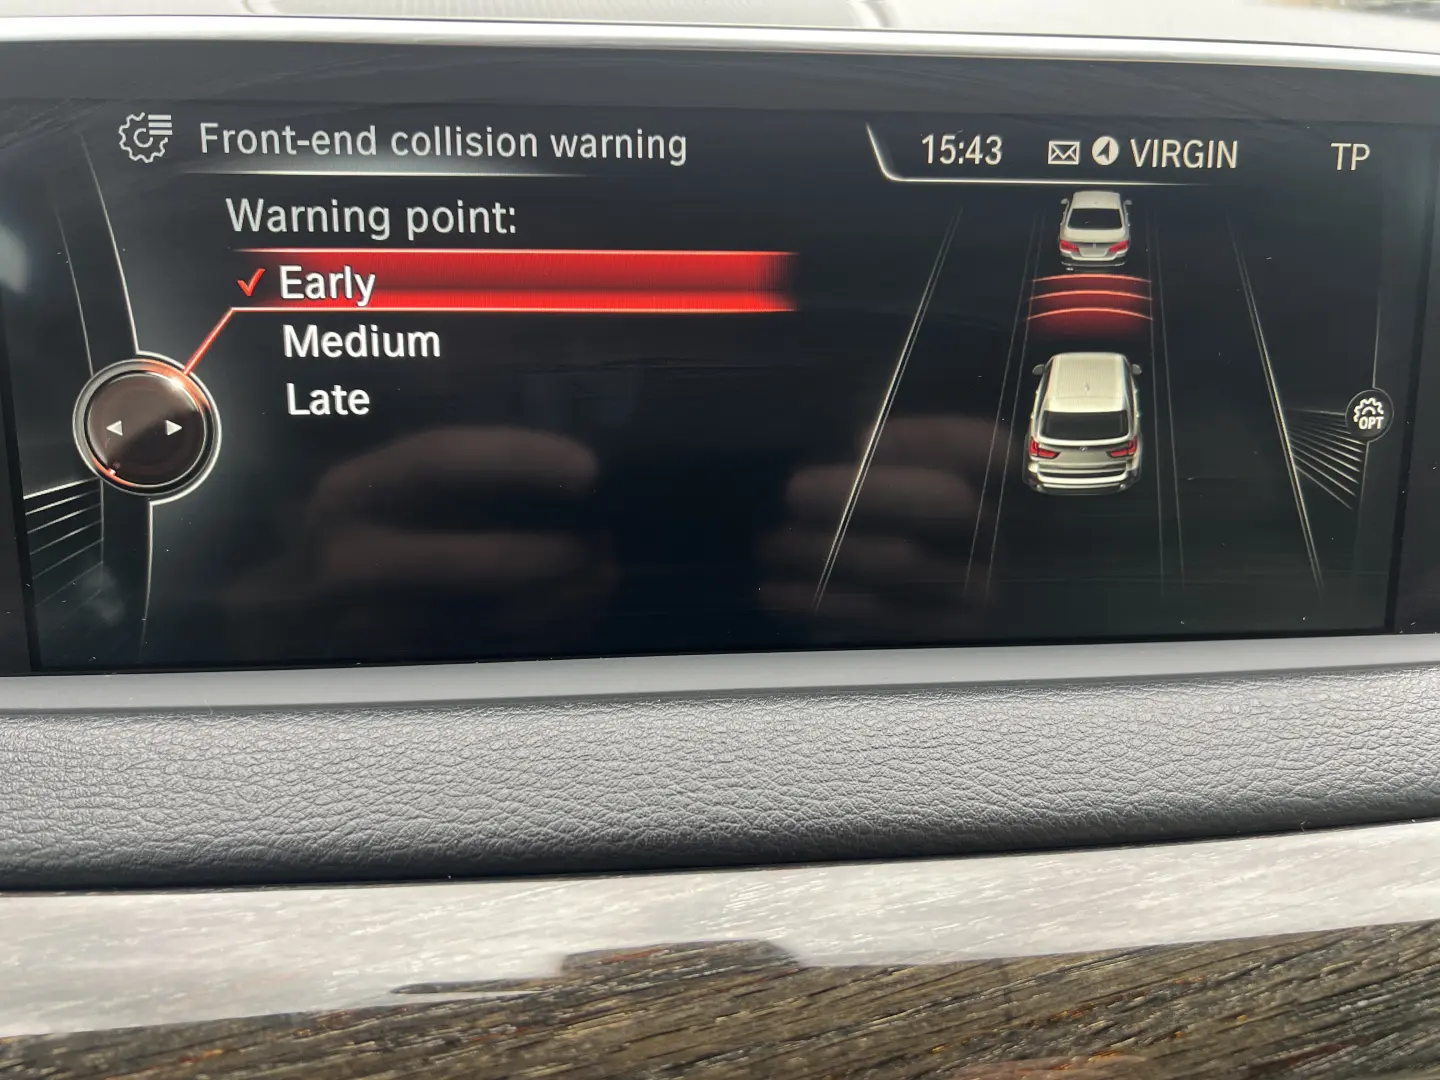 Front-end collision warning
15:43 VIRGIN TP
Warning point:
Early
Medium
Late
OPT